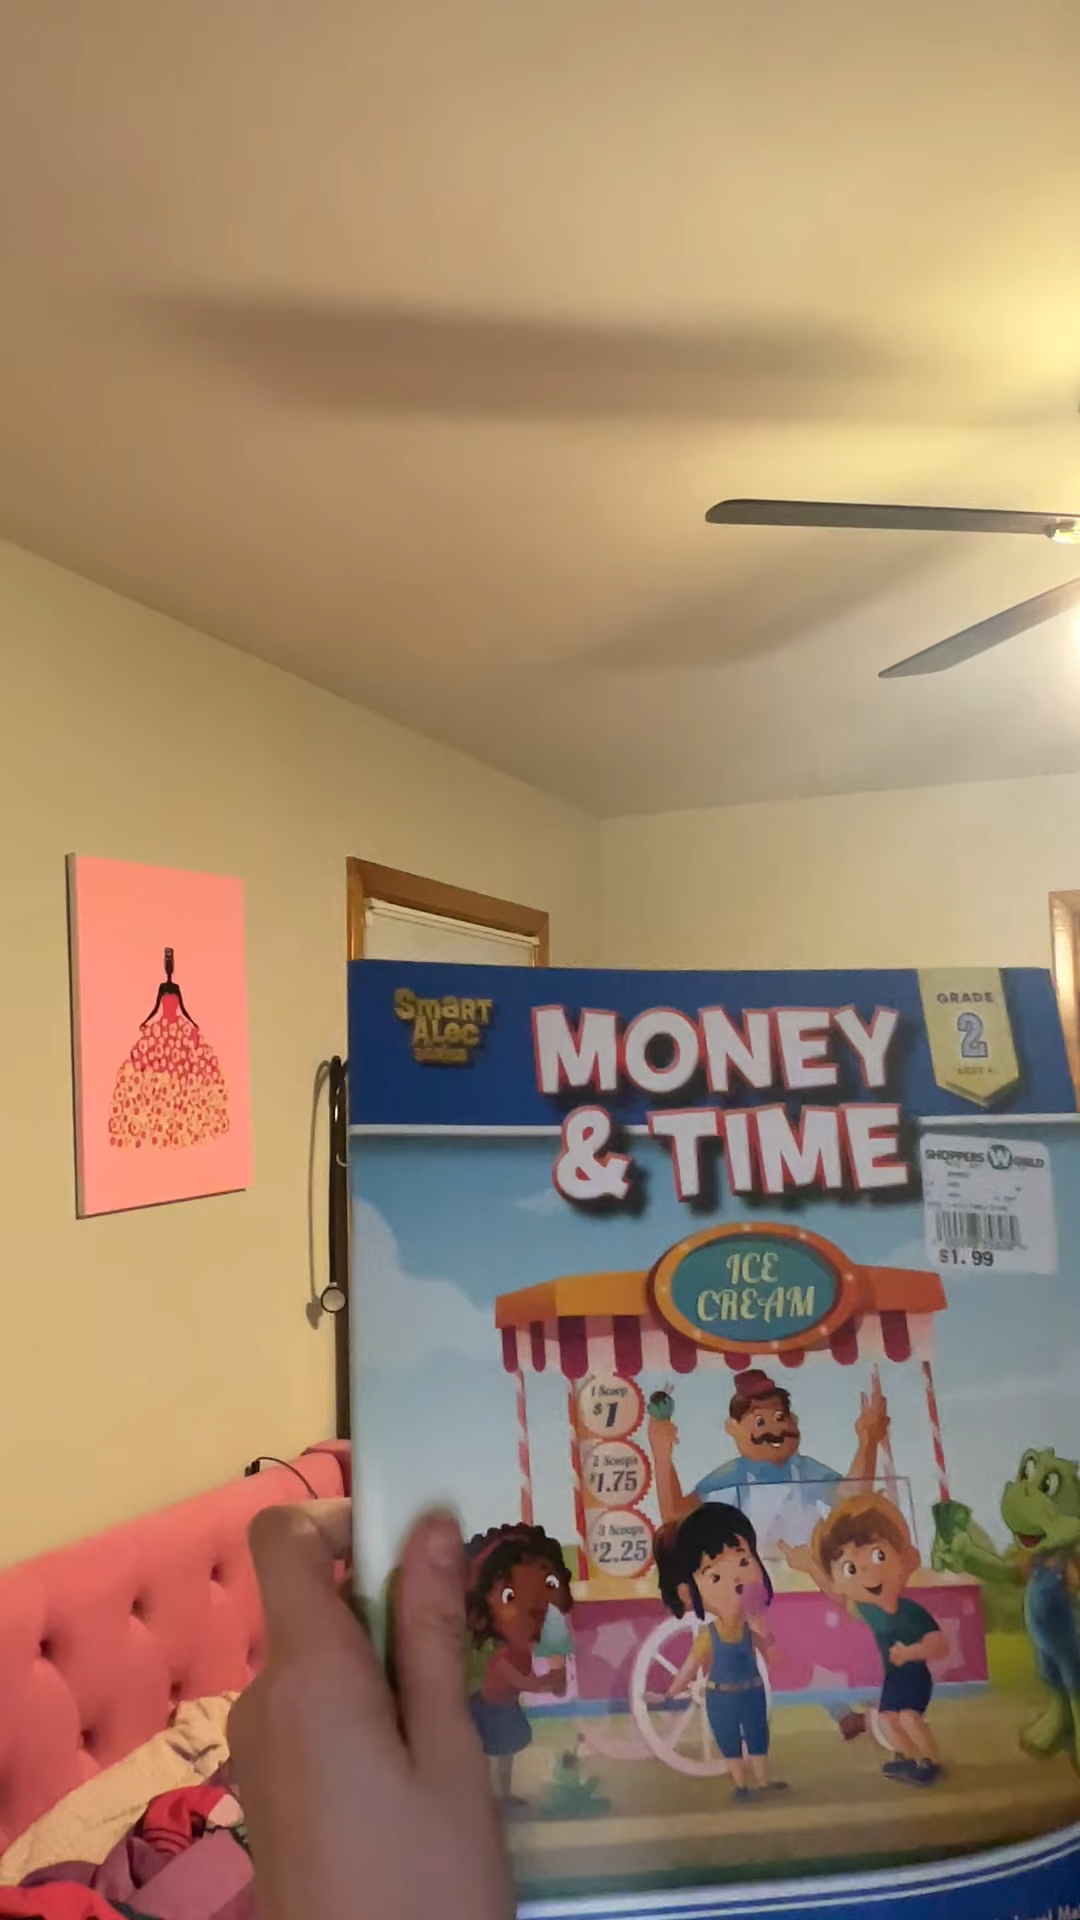 SMART
ALEC
MONEY
& TIME
GRADE
2
SHOPPERS WORLD
$1.99
ICE
CREAM
1 Scoop
$1
2 Scoops
$1.75
3 Scoops
$2.25